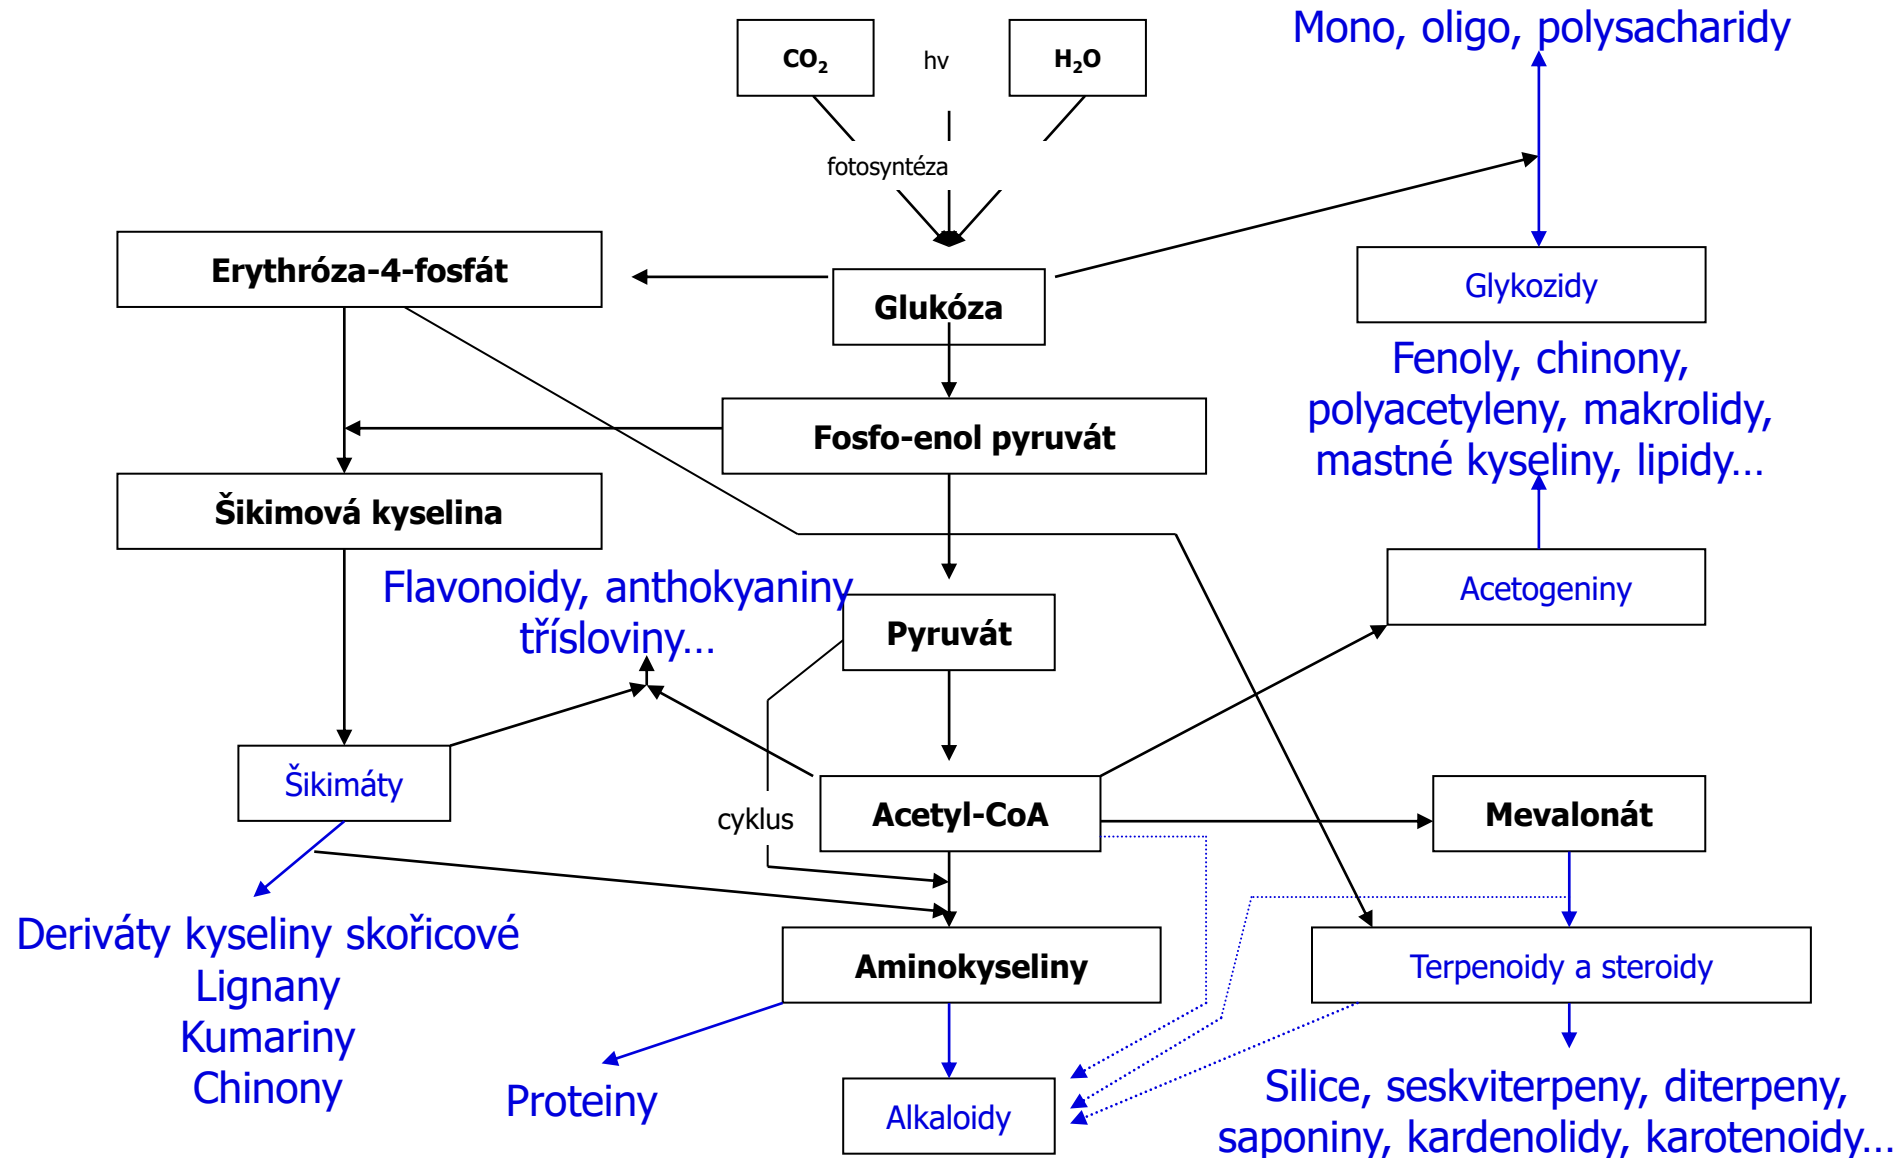 Mono, oligo, polysacharidy
CO₂
hv
H₂O
fotosyntéza
Erythróza-4-fosfát
Glukóza
Glykozidy
Fenoly, chinony,
polyacetyleny, makrolidy,
mastné kyseliny, lipidy...
Fosfo-enol pyruvát
Šikimová kyselina
Flavonoidy, anthokyaniny
třísloviny...
Acetogeniny
Pyruvát
Šikimáty
cyklus
Acetyl-CoA
Mevalonát
Deriváty kyseliny skořicové
Lignany
Kumariny
Chinony
Aminokyseliny
Terpenoidy a steroidy
Proteiny
Alkaloidy
Silice, seskviterpeny, diterpeny,
saponiny, kardenolidy, karotenoidy...